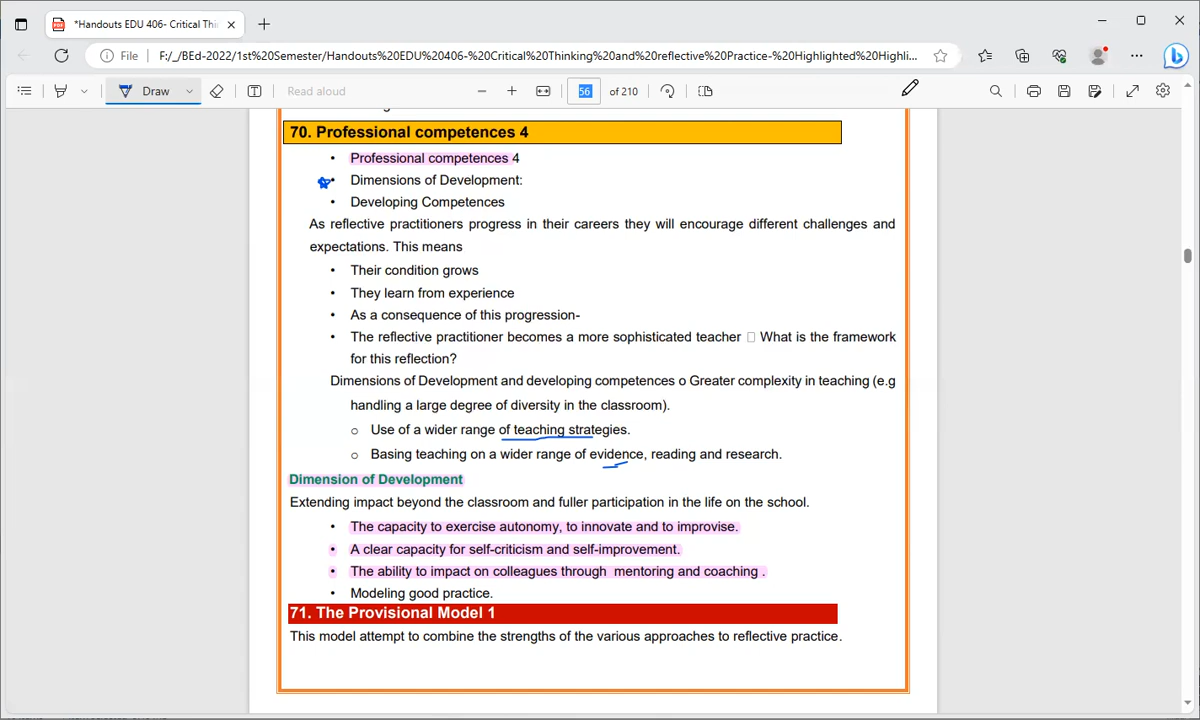 *Handouts EDU 406- Critical Thi
File
F:/_/BEd-2022/1st%20Semester/Handouts%20EDU%20406-%20Critical%20Thinking%20and%20reflective%20Practice-%20Highlighted%20Highli...
Draw
Read aloud
56 of 210
70. Professional competences 4
• Professional competences 4
• Dimensions of Development:
• Developing Competences
As reflective practitioners progress in their careers they will encourage different challenges and
expectations. This means
• Their condition grows
• They learn from experience
• As a consequence of this progression-
• The reflective practitioner becomes a more sophisticated teacher □ What is the framework
for this reflection?
Dimensions of Development and developing competences o Greater complexity in teaching (e.g
handling a large degree of diversity in the classroom).
o Use of a wider range of teaching strategies.
o Basing teaching on a wider range of evidence, reading and research.
Dimension of Development
Extending impact beyond the classroom and fuller participation in the life on the school.
• The capacity to exercise autonomy, to innovate and to improvise.
• A clear capacity for self-criticism and self-improvement.
• The ability to impact on colleagues through mentoring and coaching .
• Modeling good practice.
71. The Provisional Model 1
This model attempt to combine the strengths of the various approaches to reflective practice.